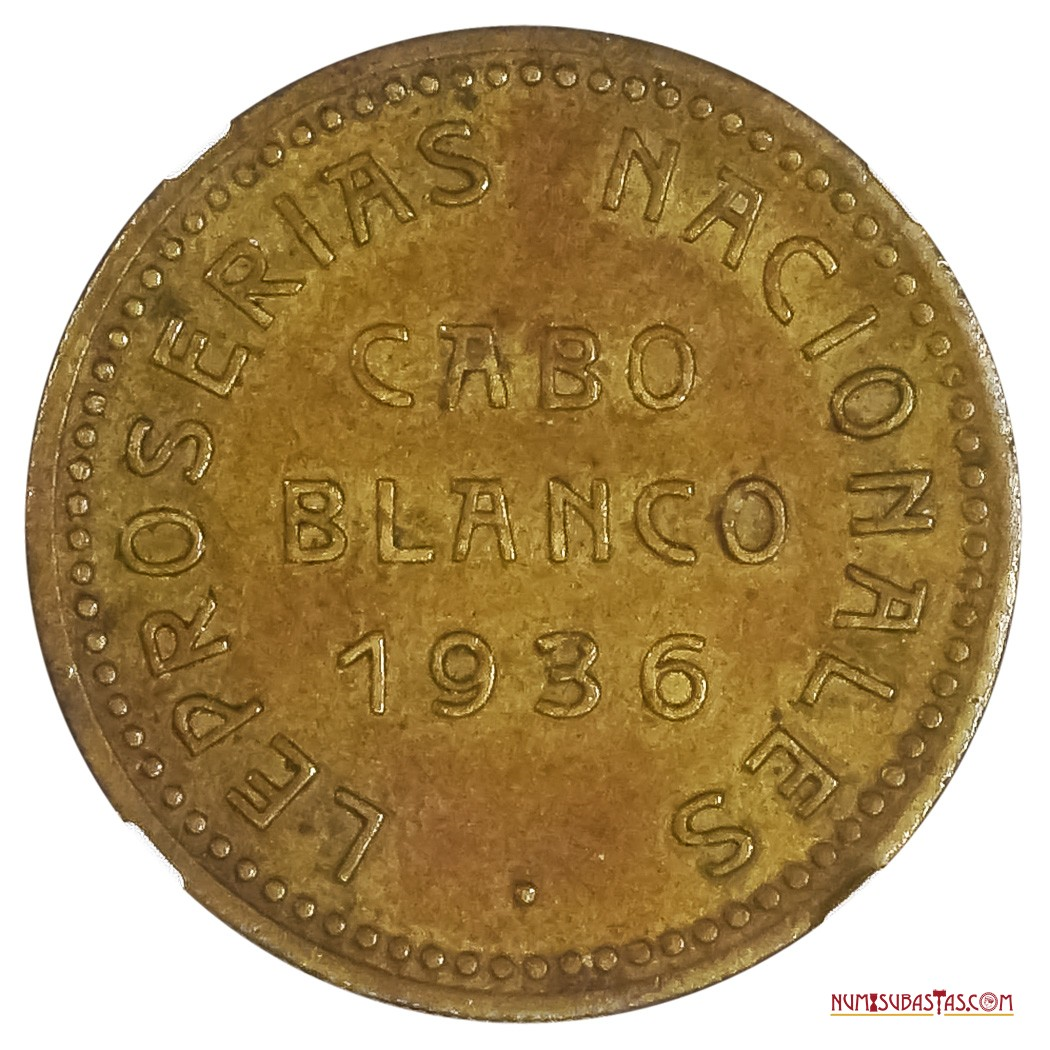 LEPROSERIAS NACIONALES
CABO
BLANCO
1936
NUMISUBASTAS.COM